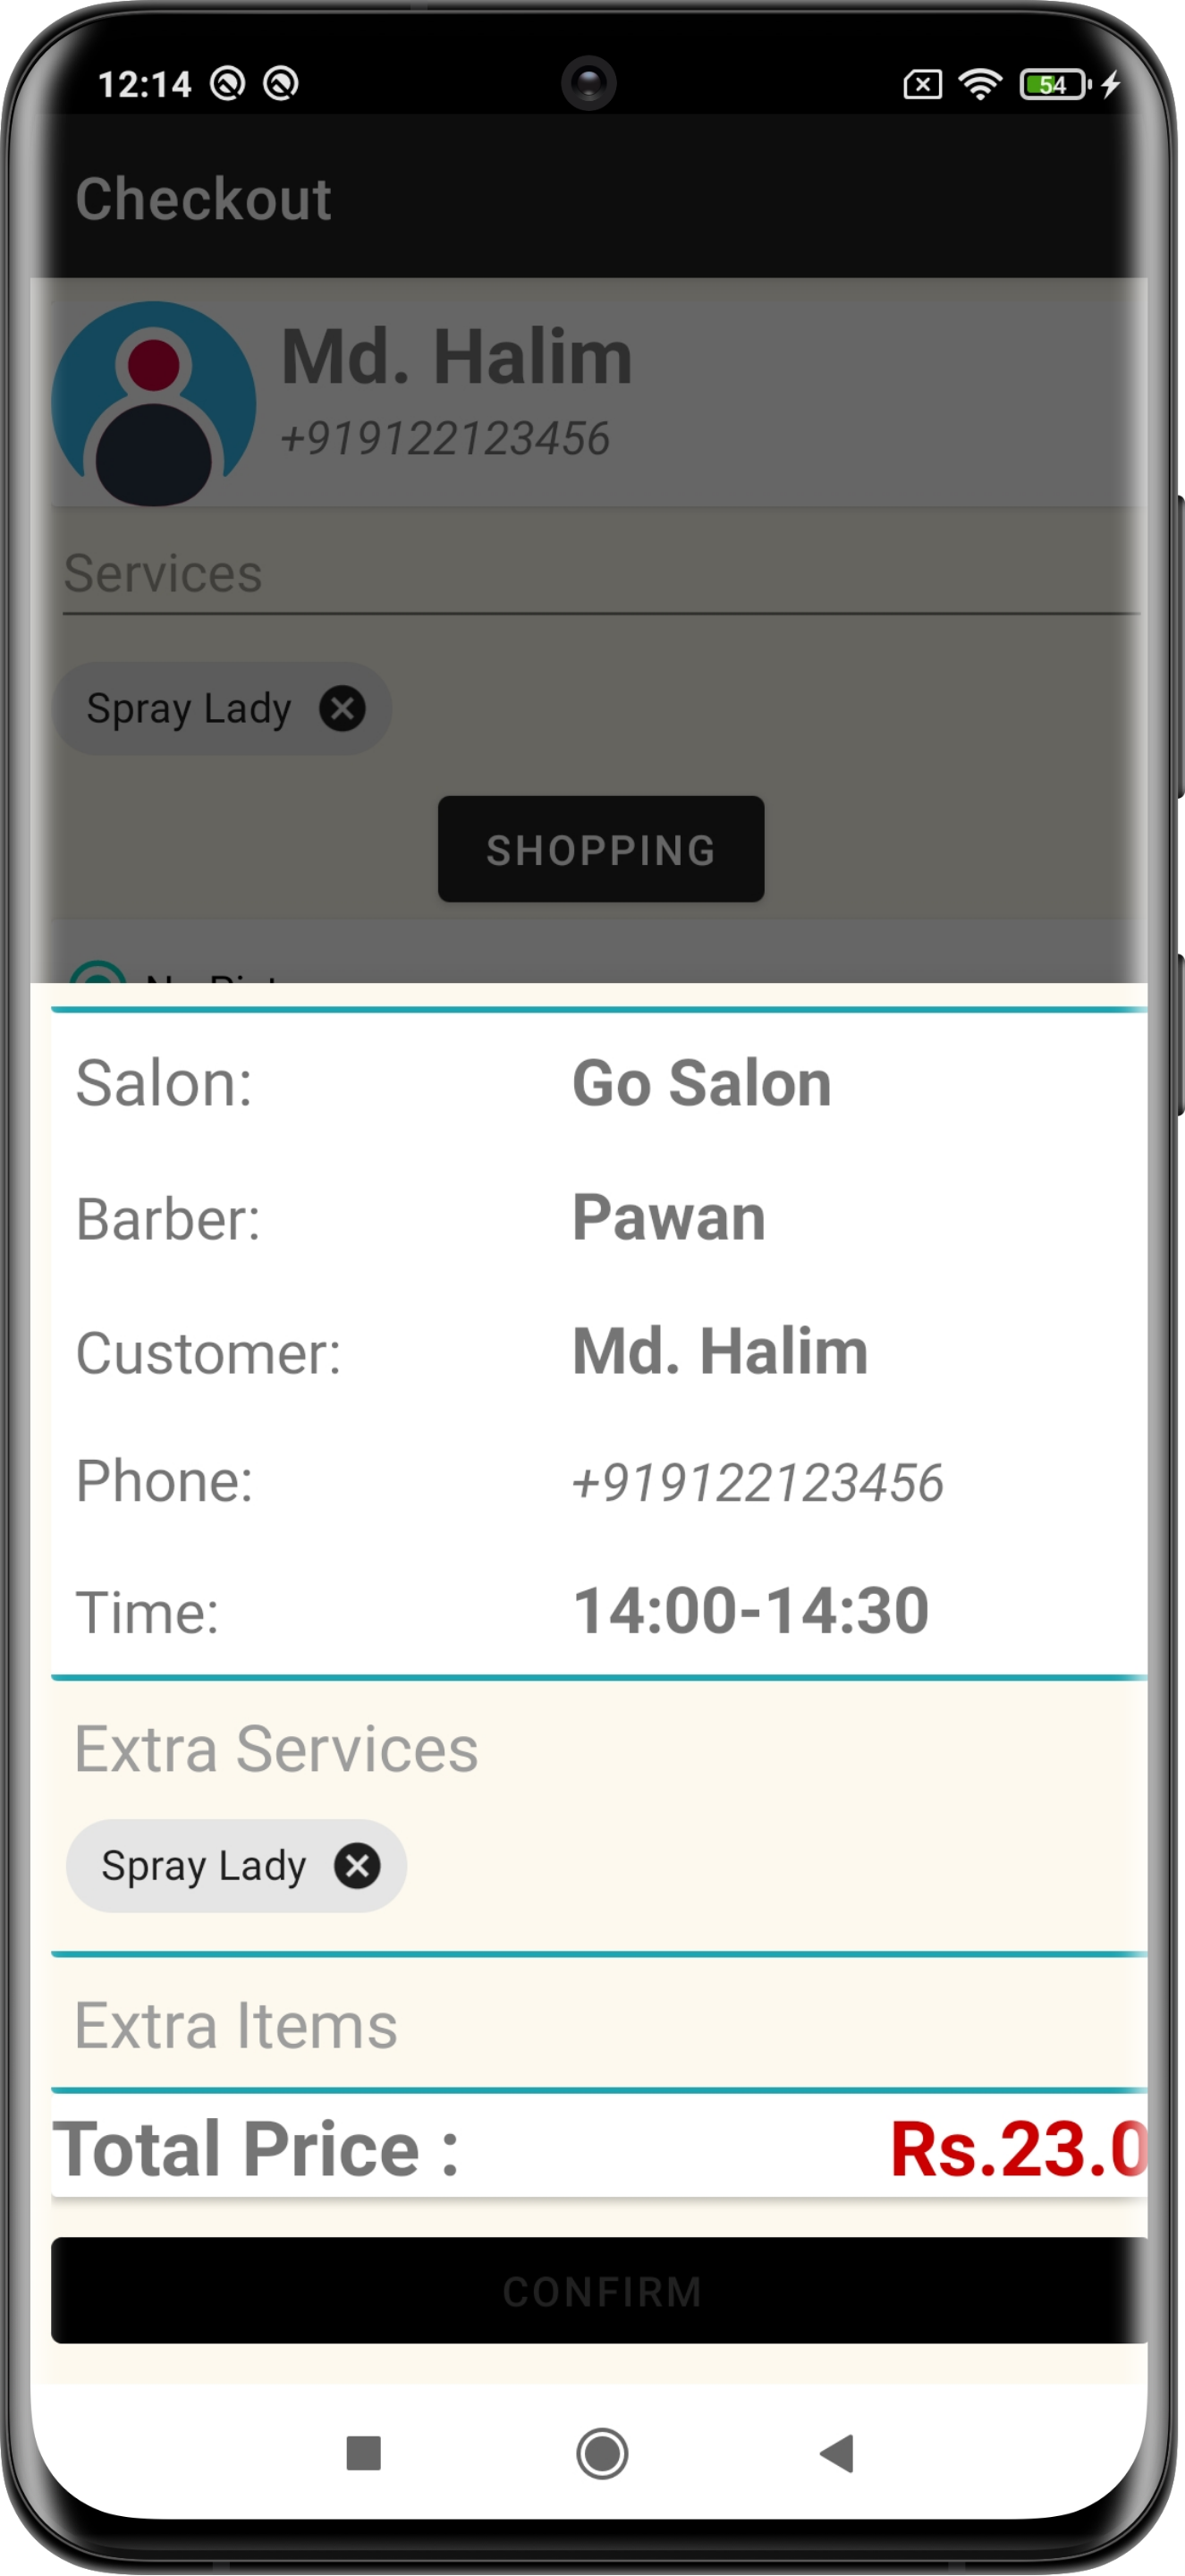 12:14
54
Checkout
Md. Halim
+919122123456
Services
Spray Lady
SHOPPING
Salon: Go Salon
Barber: Pawan
Customer: Md. Halim
Phone: +919122123456
Time: 14:00-14:30
Extra Services
Spray Lady
Extra Items
Total Price : Rs.23.0
CONFIRM